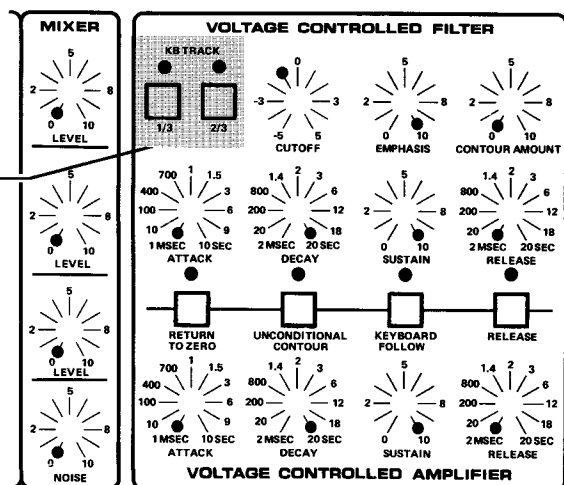 MIXER
5
2 8
0 10
LEVEL
5
2 8
0 10
LEVEL
5
2 8
0 10
LEVEL
5
2 8
0 10
NOISE
VOLTAGE CONTROLLED FILTER
KB TRACK
1/3 2/3
0
-3 3
-5 5
CUTOFF
5
2 8
0 10
EMPHASIS
5
2 8
0 10
CONTOUR AMOUNT
1
700 1.5
400 3
100 6
10 9
1 MSEC 10 SEC
ATTACK
2
1.4 3
800 6
200 12
20 18
2 MSEC 20 SEC
DECAY
5
2 8
0 10
SUSTAIN
2
1.4 3
800 6
200 12
20 18
2 MSEC 20 SEC
RELEASE
RETURN
TO ZERO
UNCONDITIONAL
CONTOUR
KEYBOARD
FOLLOW
RELEASE
1
700 1.5
400 3
100 6
10 9
1 MSEC 10 SEC
ATTACK
2
1.4 3
800 6
200 12
20 18
2 MSEC 20 SEC
DECAY
5
2 8
0 10
SUSTAIN
2
1.4 3
800 6
200 12
20 18
2 MSEC 20 SEC
RELEASE
VOLTAGE CONTROLLED AMPLIFIER